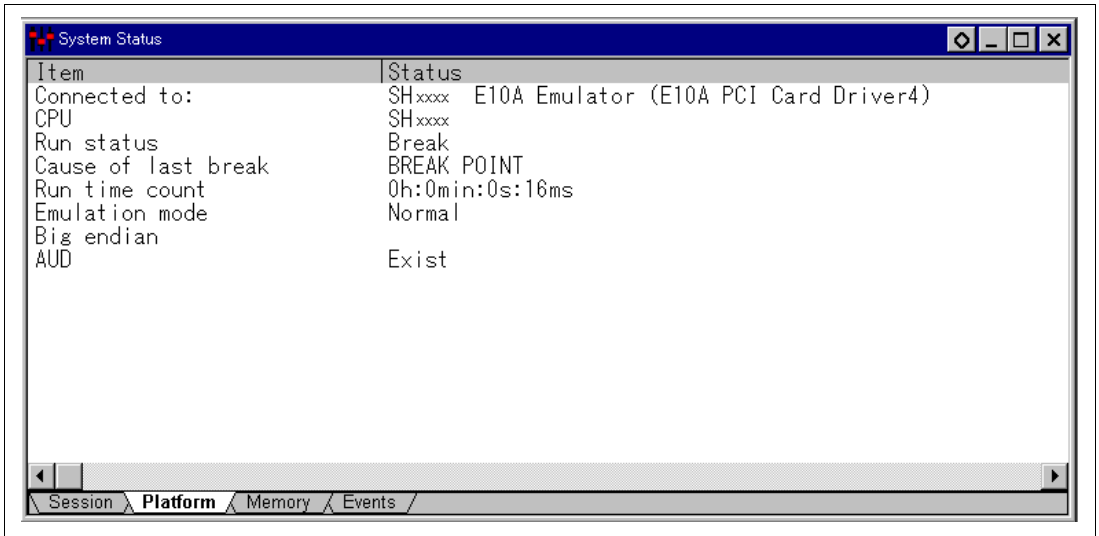 System Status
Item Status
Connected to: SHxxxx E10A Emulator (E10A PCI Card Driver4)
CPU SHxxxx
Run status Break
Cause of last break BREAK POINT
Run time count 0h:0min:0s:16ms
Emulation mode Normal
Big endian
AUD Exist
Session Platform Memory Events